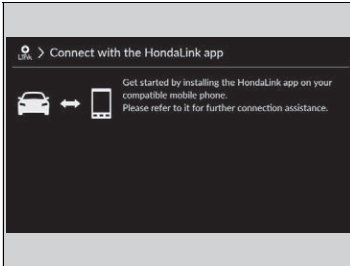 LINK > Connect with the HondaLink app
Get started by installing the HondaLink app on your
compatible mobile phone.
Please refer to it for further connection assistance.